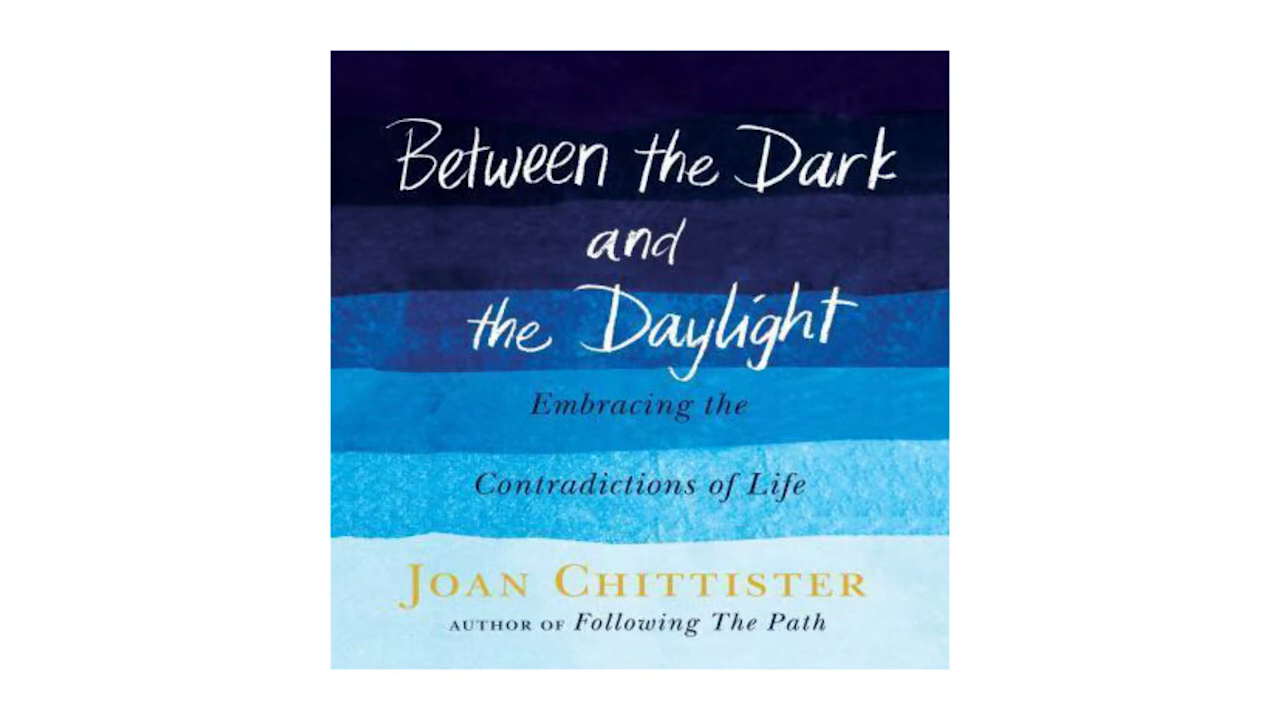 Between the Dark
and
the Daylight
Embracing the
Contradictions of Life
JOAN CHITTISTER
AUTHOR OF Following The Path